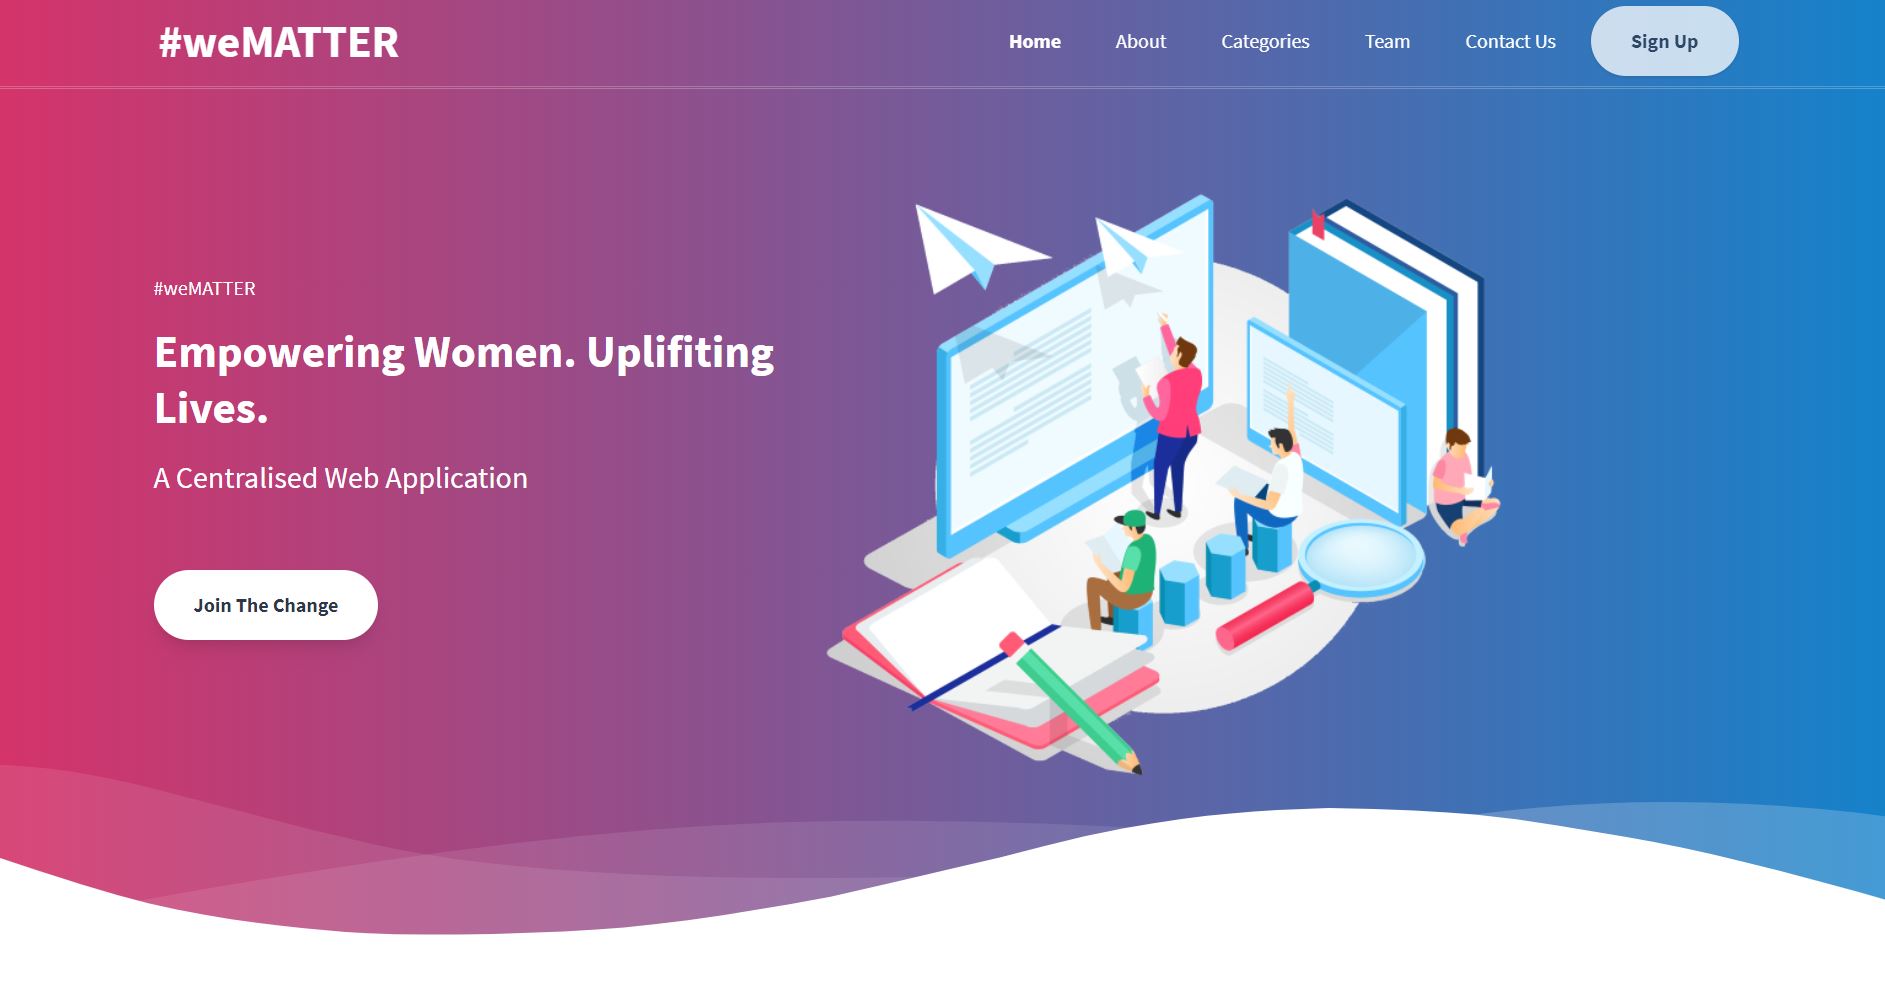 #weMATTER
Home About Categories Team Contact Us Sign Up
#weMATTER
Empowering Women. Uplifiting
Lives.
A Centralised Web Application
Join The Change